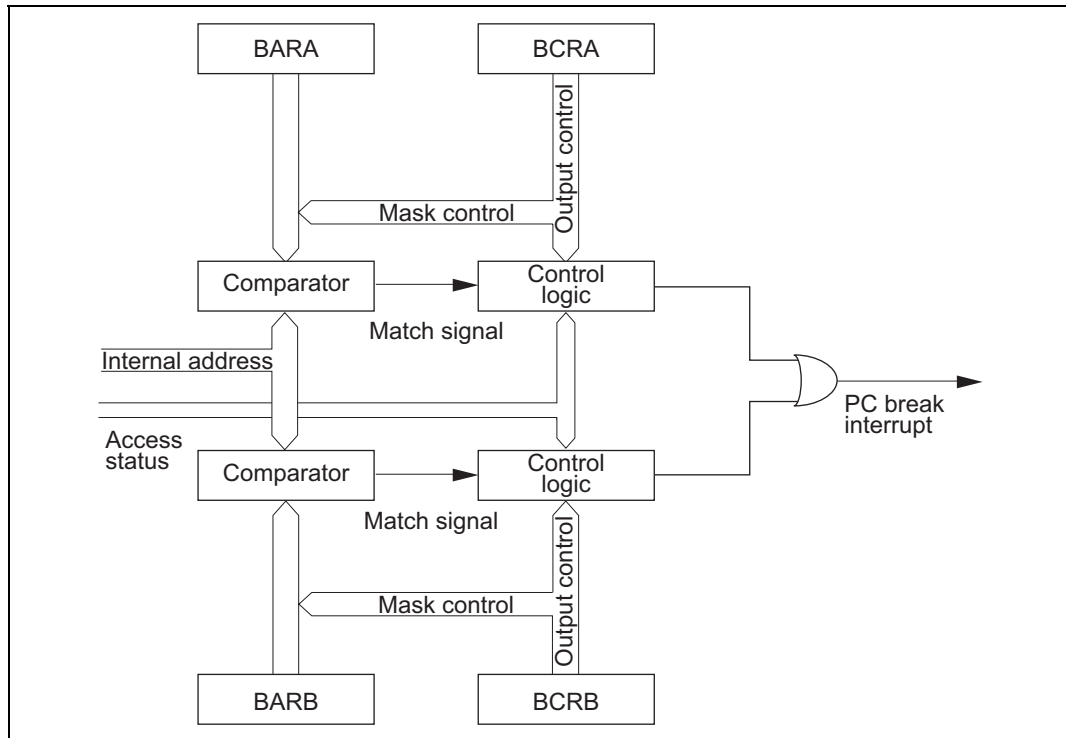 BARA
BCRA
Output control
Mask control
Comparator
Control
logic
Match signal
Internal address
Access
status
PC break
interrupt
Comparator
Control
logic
Match signal
Mask control
Output control
BARB
BCRB